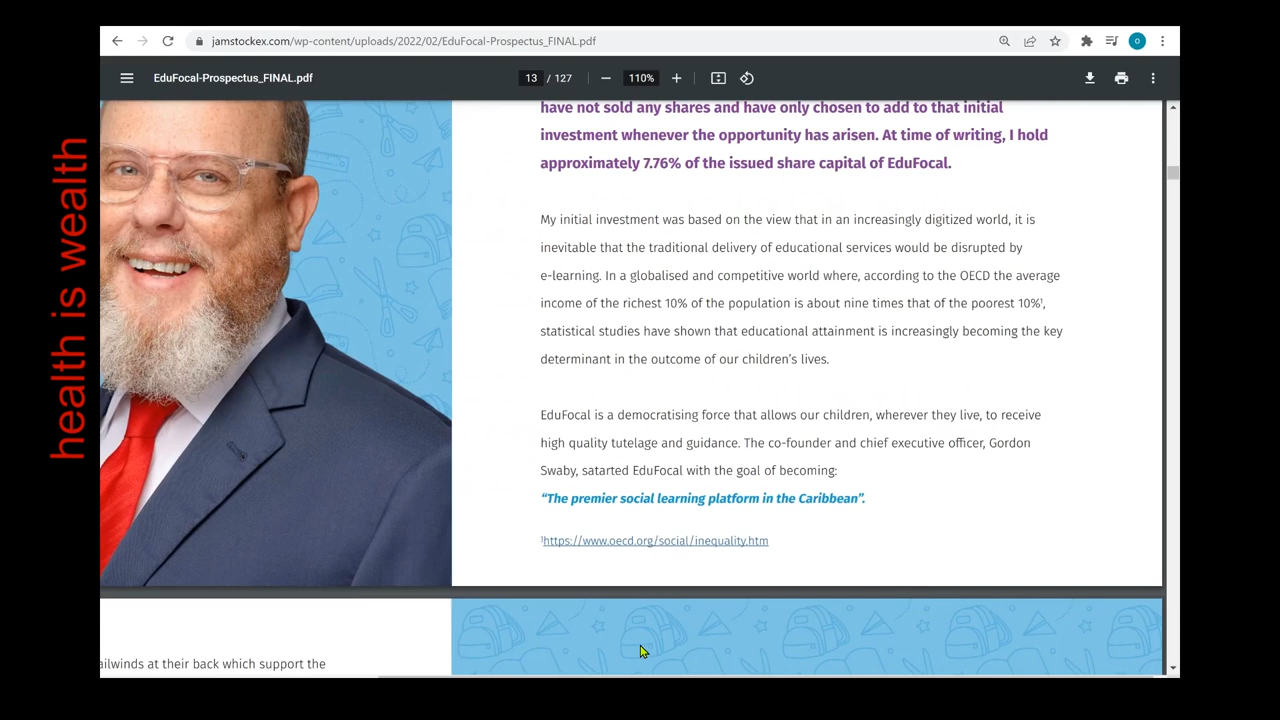 jamstockex.com/wp-content/uploads/2022/02/EduFocal-Prospectus_FINAL.pdf
o
EduFocal-Prospectus_FINAL.pdf
13 / 127
110%
health is wealth
have not sold any shares and have only chosen to add to that initial
investment whenever the opportunity has arisen. At time of writing, I hold
approximately 7.76% of the issued share capital of EduFocal.
My initial investment was based on the view that in an increasingly digitized world, it is
inevitable that the traditional delivery of educational services would be disrupted by
e-learning. In a globalised and competitive world where, according to the OECD the average
income of the richest 10% of the population is about nine times that of the poorest 10%¹,
statistical studies have shown that educational attainment is increasingly becoming the key
determinant in the outcome of our children’s lives.
EduFocal is a democratising force that allows our children, wherever they live, to receive
high quality tutelage and guidance. The co-founder and chief executive officer, Gordon
Swaby, satarted EduFocal with the goal of becoming:
“The premier social learning platform in the Caribbean”.
¹https://www.oecd.org/social/inequality.htm
ailwinds at their back which support the